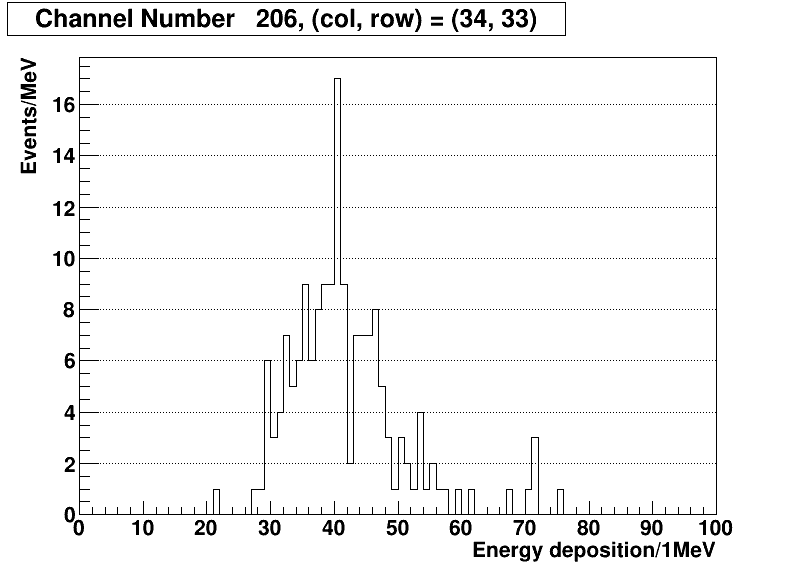 Channel Number 206, (col, row) = (34, 33)
Events/MeV
16
14
12
10
8
6
4
2
0
0 10 20 30 40 50 60 70 80 90 100
Energy deposition/1MeV